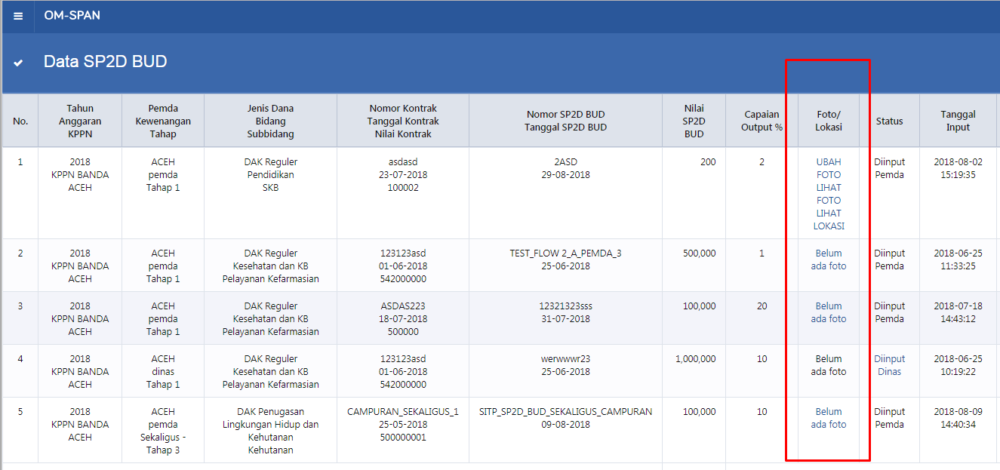 OM-SPAN
Data SP2D BUD
No.
Tahun
Anggaran
KPPN
Pemda
Kewenangan
Tahap
Jenis Dana
Bidang
Subbidang
Nomor Kontrak
Tanggal Kontrak
Nilai Kontrak
Nomor SP2D BUD
Tanggal SP2D BUD
Nilai
SP2D
BUD
Capaian
Output %
Foto/
Lokasi
Status
Tanggal
Input
1
2018
KPPN BANDA
ACEH
ACEH
pemda
Tahap 1
DAK Reguler
Pendidikan
SKB
asdasd
23-07-2018
100002
2ASD
29-08-2018
200
2
UBAH
FOTO
LIHAT
FOTO
LIHAT
LOKASI
Diinput
Pemda
2018-08-02
15:19:35
2
2018
KPPN BANDA
ACEH
ACEH
pemda
Tahap 1
DAK Reguler
Kesehatan dan KB
Pelayanan Kefarmasian
123123asd
01-06-2018
542000000
TEST_FLOW 2_A_PEMDA_3
25-06-2018
500,000
1
Belum
ada foto
Diinput
Pemda
2018-06-25
11:33:25
3
2018
KPPN BANDA
ACEH
ACEH
pemda
Tahap 1
DAK Reguler
Kesehatan dan KB
Pelayanan Kefarmasian
ASDAS223
18-07-2018
500000
12321323sss
31-07-2018
100,000
20
Belum
ada foto
Diinput
Pemda
2018-07-18
14:43:12
4
2018
KPPN BANDA
ACEH
ACEH
dinas
Tahap 1
DAK Reguler
Kesehatan dan KB
Pelayanan Kefarmasian
123123asd
01-06-2018
542000000
werwwwr23
25-06-2018
1,000,000
10
Belum
ada foto
Diinput
Dinas
2018-06-25
10:19:22
5
2018
KPPN BANDA
ACEH
ACEH
pemda
Sekaligus -
Tahap 3
DAK Penugasan
Lingkungan Hidup dan
Kehutanan
Kehutanan
CAMPURAN_SEKALIGUS_1
25-05-2018
500000001
SITP_SP2D_BUD_SEKALIGUS_CAMPURAN
09-08-2018
100,000
10
Belum
ada foto
Diinput
Pemda
2018-08-09
14:40:34